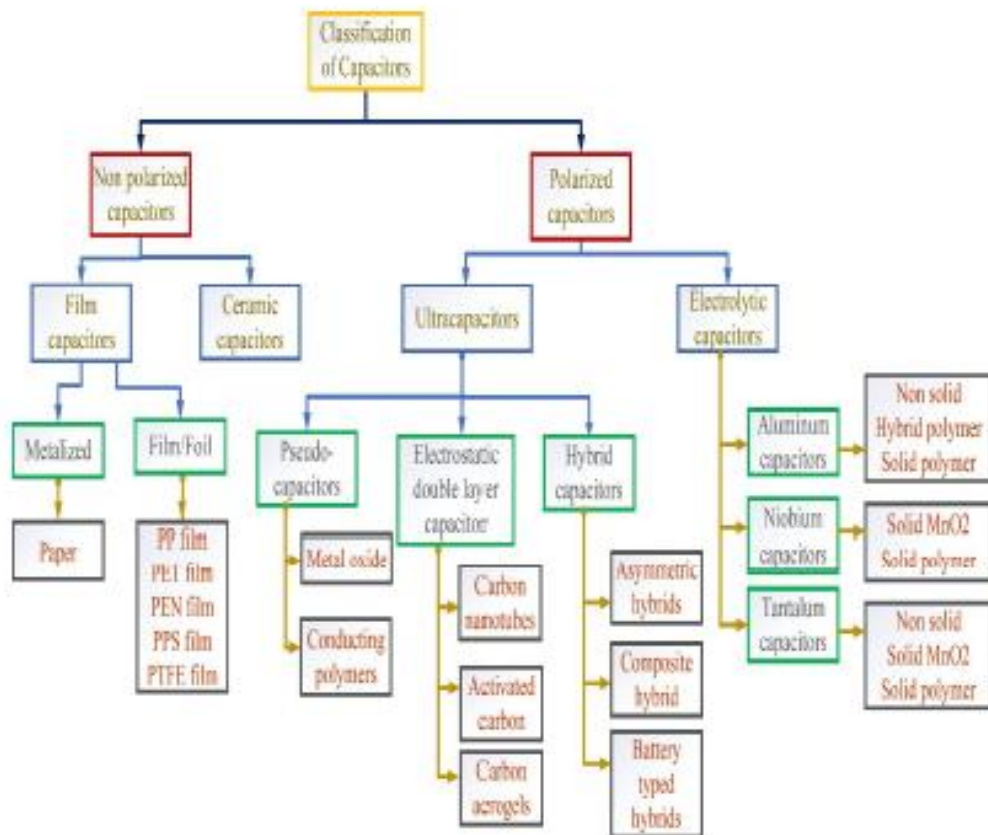 Classification
of Capacitors
Non polarized
capacitors
Polarized
capacitors
Film
capacitors
Ceramic
capacitors
Ultracapacitors
Electrolytic
capacitors
Metalized
Film/Foil
Pseudo-
capacitors
Electrostatic
double layer
capacitor
Hybrid
capacitors
Aluminum
capacitors
Non solid
Hybrid polymer
Solid polymer
Niobium
capacitors
Solid MnO2
Solid polymer
Tantalum
capacitors
Non solid
Solid MnO2
Solid polymer
Paper
PP film
PET film
PEN film
PPS film
PTFE film
Metal oxide
Conducting
polymers
Carbon
nanotubes
Activated
carbon
Carbon
aerogels
Asymmetric
hybrids
Composite
hybrid
Battery
typed
hybrids